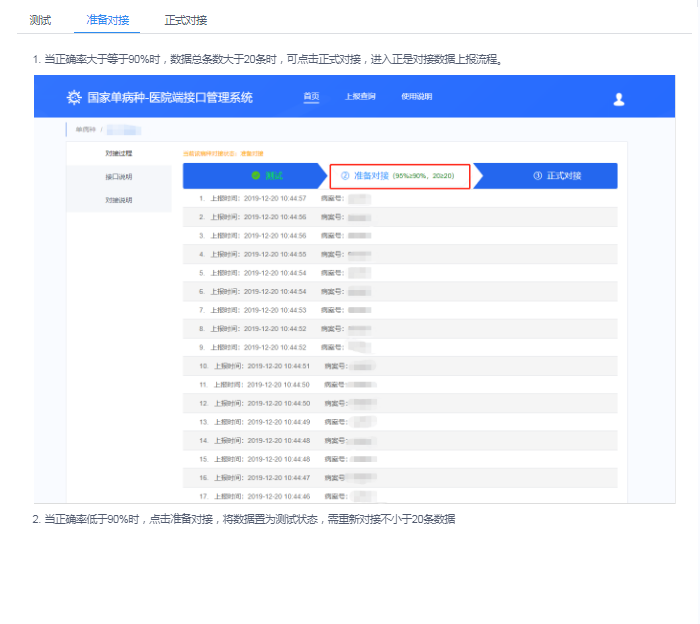 测试 准备对接 正式对接
1. 当正确率大于等于90%时，数据总条数大于20条时，可点击正式对接，进入正是对接数据上报流程。
国家单病种-医院端接口管理系统 首页 上报查询 使用说明
单病种：
对接过程
当前该病种对接状态：准备对接
接口说明
对接说明
测试 ② 准备对接 (95%≥90%，20≥20) ③ 正式对接
1. 上报时间：2019-12-20 10:44:57 病案号：
2. 上报时间：2019-12-20 10:44:56 病案号：
3. 上报时间：2019-12-20 10:44:56 病案号：
4. 上报时间：2019-12-20 10:44:55 病案号：
5. 上报时间：2019-12-20 10:44:54 病案号：
6. 上报时间：2019-12-20 10:44:54 病案号：
7. 上报时间：2019-12-20 10:44:53 病案号：
8. 上报时间：2019-12-20 10:44:52 病案号：
9. 上报时间：2019-12-20 10:44:52 病案号：
10. 上报时间：2019-12-20 10:44:51 病案号：
11. 上报时间：2019-12-20 10:44:50 病案号：
12. 上报时间：2019-12-20 10:44:50 病案号：
13. 上报时间：2019-12-20 10:44:49 病案号：
14. 上报时间：2019-12-20 10:44:48 病案号：
15. 上报时间：2019-12-20 10:44:48 病案号：
16. 上报时间：2019-12-20 10:44:47 病案号：
17. 上报时间：2019-12-20 10:44:46 病案号：
2. 当正确率低于90%时，点击准备对接，将数据置为测试状态，需重新对接不小于20条数据